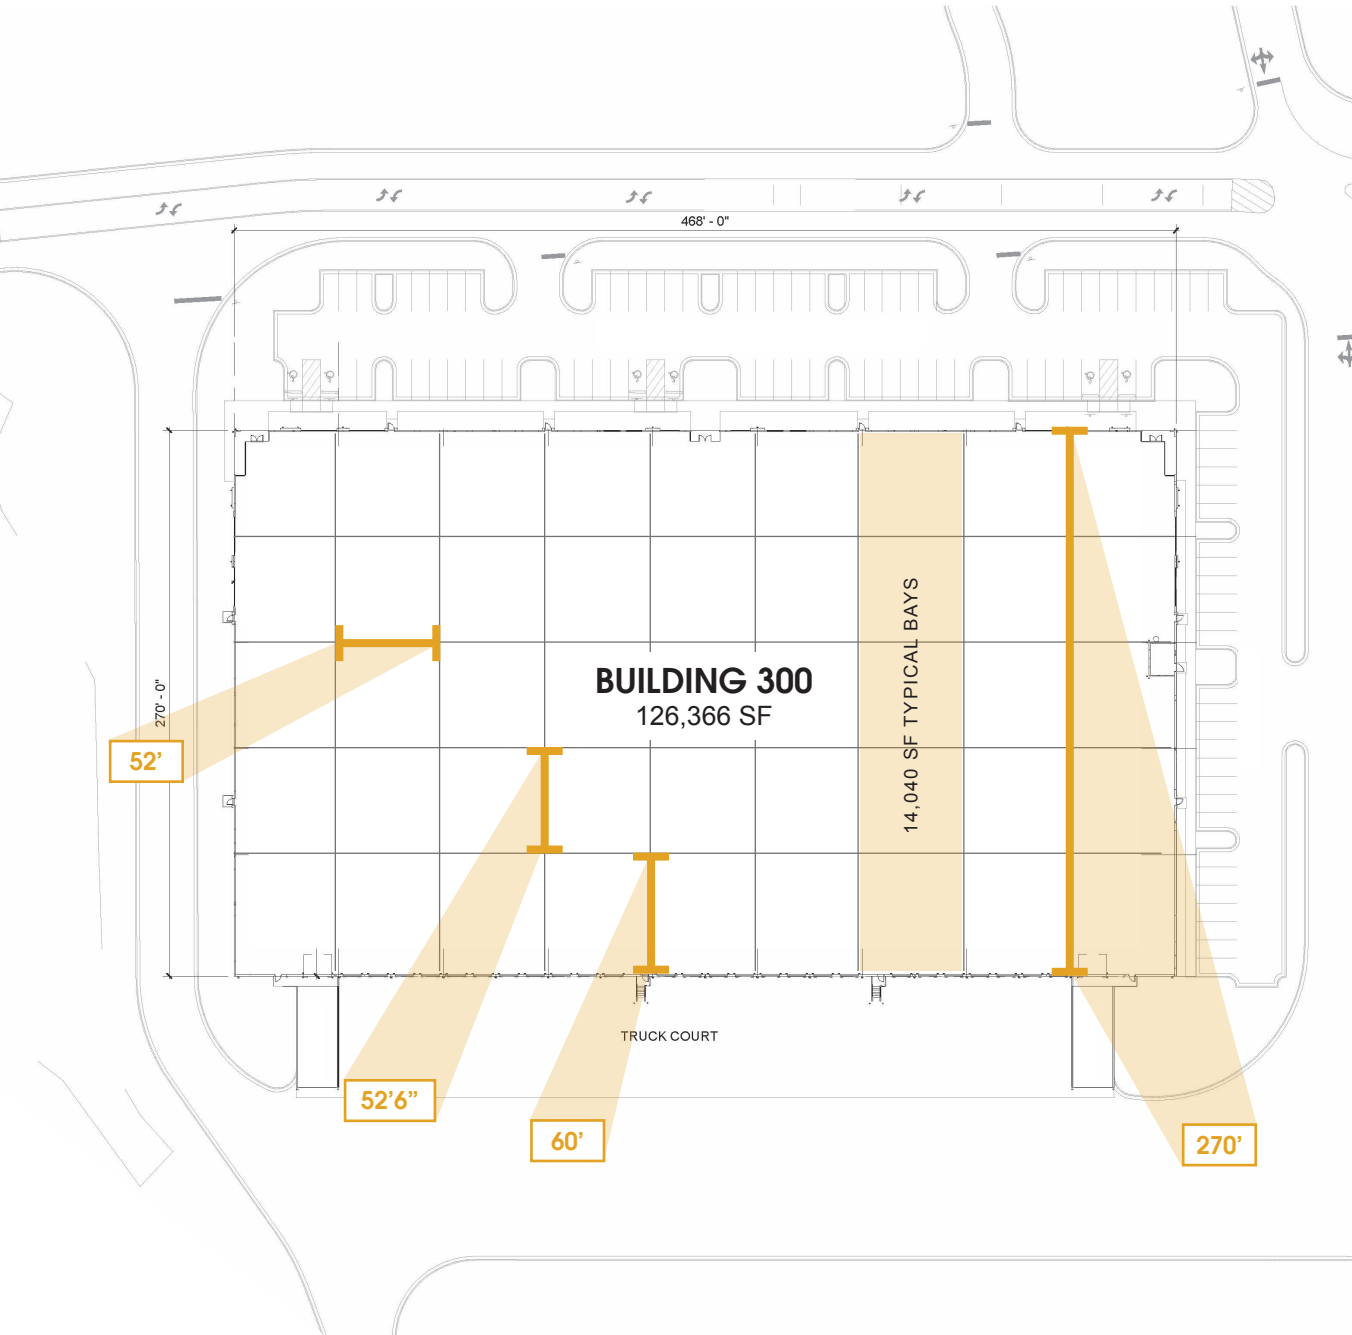 468' - 0"
270' - 0"
14,040 SF TYPICAL BAYS
BUILDING 300
126,366 SF
52’
TRUCK COURT
52’6”
60’
270’